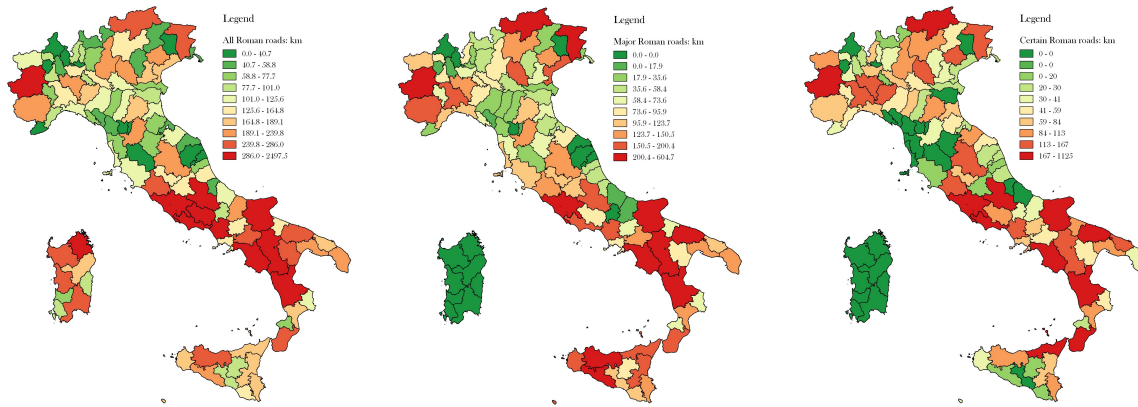 Legend
All Roman roads: km
0.0 - 40.7
40.7 - 58.8
58.8 - 77.7
77.7 - 101.0
101.0 - 125.6
125.6 - 164.8
164.8 - 189.1
189.1 - 239.8
239.8 - 286.0
286.0 - 2497.5
Legend
Major Roman roads: km
0.0 - 0.0
0.0 - 17.9
17.9 - 35.6
35.6 - 58.4
58.4 - 73.6
73.6 - 95.9
95.9 - 123.7
123.7 - 150.5
150.5 - 200.4
200.4 - 604.7
Legend
Certain Roman roads: km
0 - 0
0 - 0
0 - 20
20 - 30
30 - 41
41 - 59
59 - 84
84 - 113
113 - 167
167 - 1125